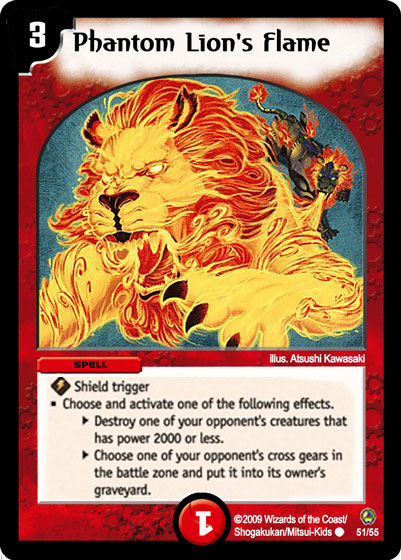 3 Phantom Lion's Flame
illus. Atsushi Kawasaki
SPELL
Shield trigger
▪ Choose and activate one of the following effects.
▶ Destroy one of your opponent's creatures that
has power 2000 or less.
▶ Choose one of your opponent's cross gears in
the battle zone and put it into its owner's
graveyard.
1
©2009 Wizards of the Coast/
Shogakukan/Mitsui-Kids ● 51/55